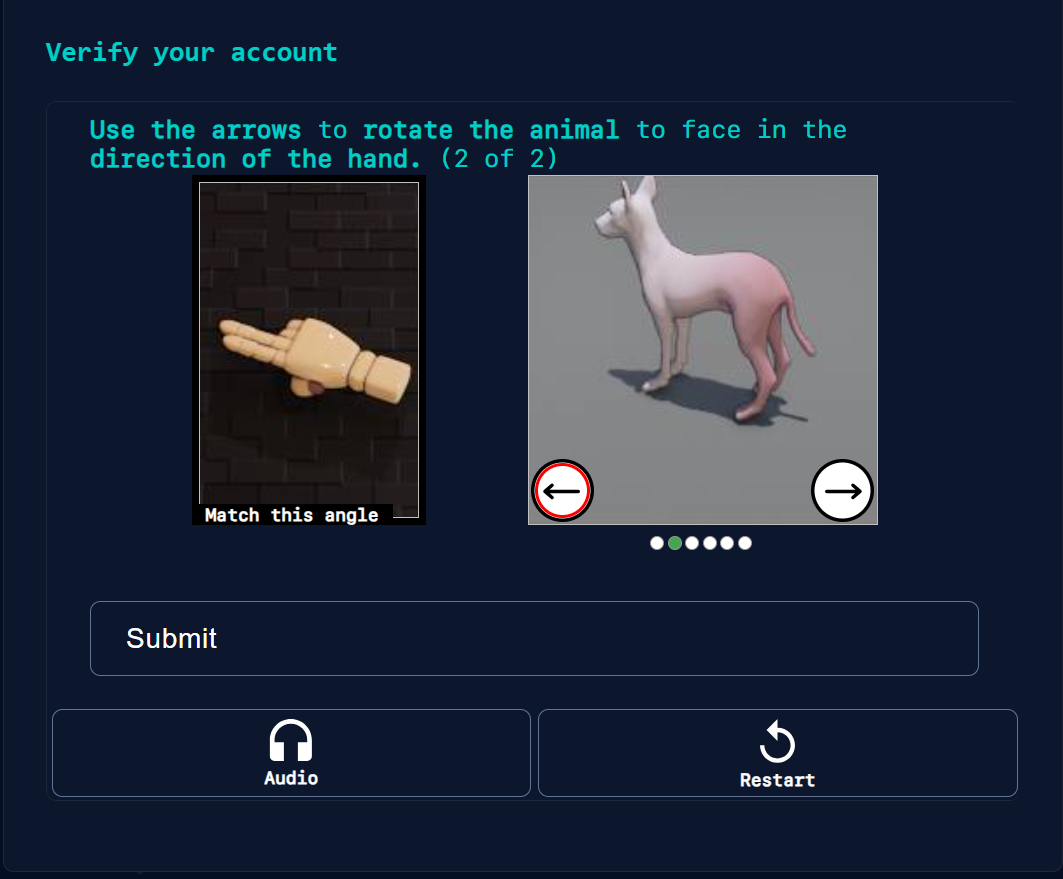 Verify your account
Use the arrows to rotate the animal to face in the
direction of the hand. (2 of 2)
Match this angle
Submit
Audio
Restart